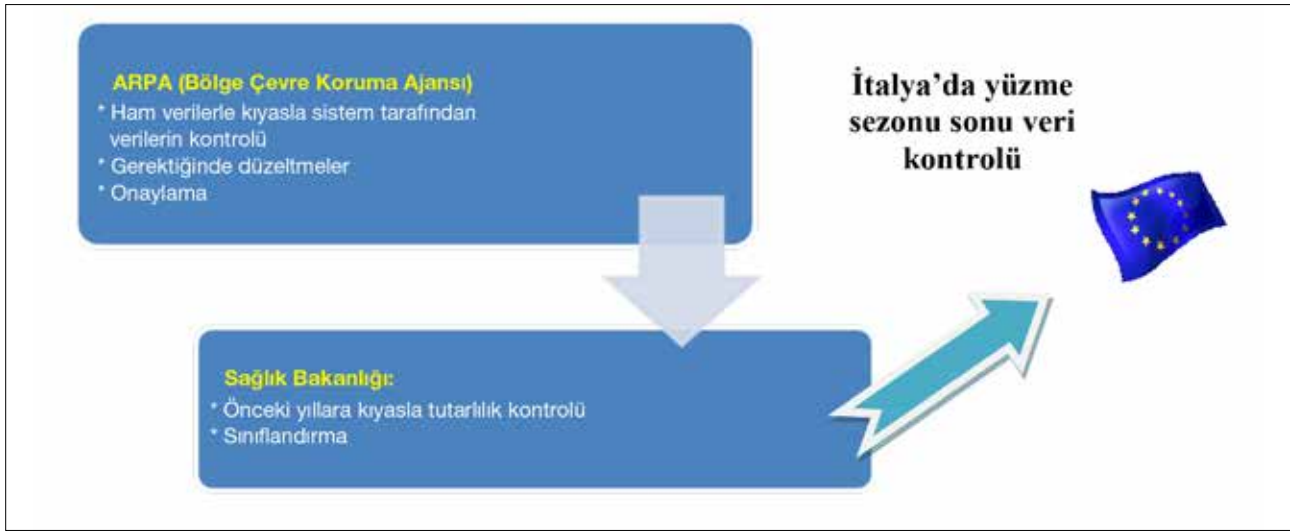 ARPA (Bölge Çevre Koruma Ajansı)
* Ham verilerle kıyasla sistem tarafından
verilerin kontrolü
* Gerektiğinde düzeltmeler
* Onaylama
İtalya’da yüzme
sezonu sonu veri
kontrolü
Sağlık Bakanlığı:
* Önceki yıllara kıyasla tutarlılık kontrolü
* Sınıflandırma